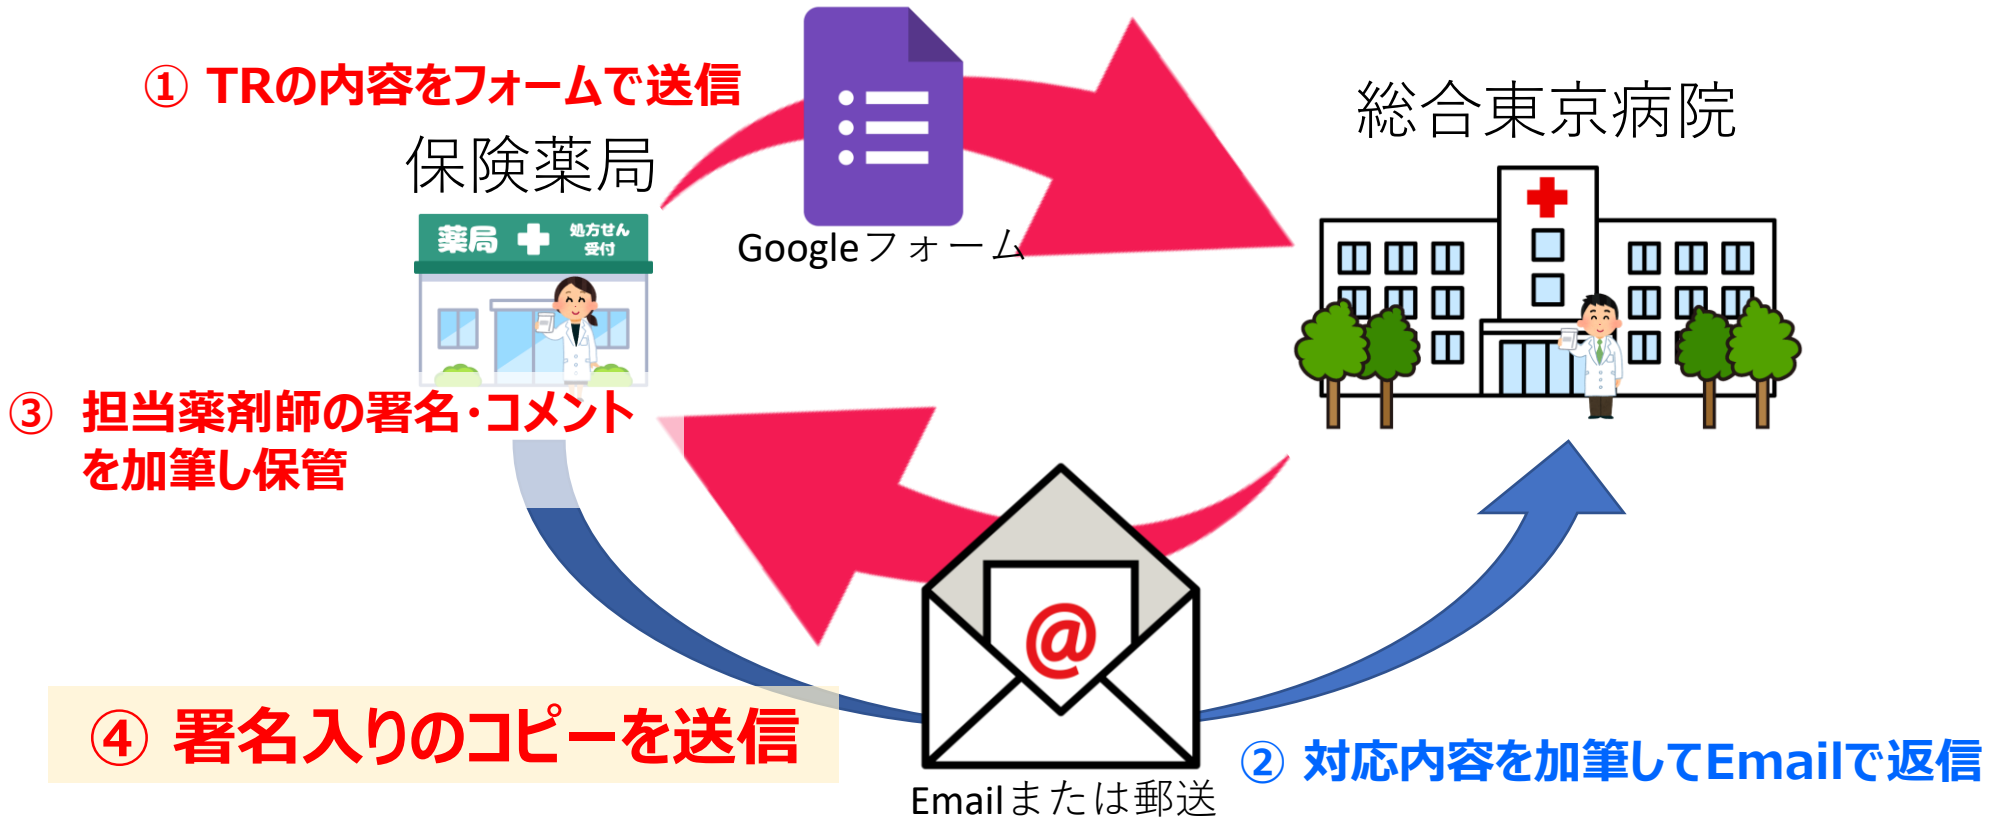 ① TRの内容をフォームで送信
保険薬局
薬局
処方せん
受付
Googleフォーム
総合東京病院
③ 担当薬剤師の署名・コメント
を加筆し保管
@
④ 署名入りのコピーを送信
② 対応内容を加筆してEmailで返信
Emailまたは郵送